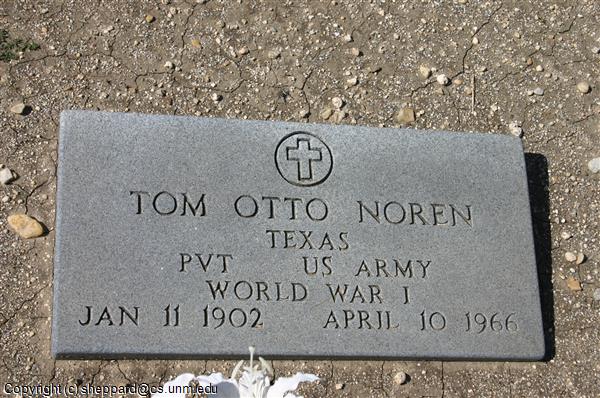 TOM OTTO NOREN
TEXAS
PVT US ARMY
WORLD WAR I
JAN 11 1902 APRIL 10 1966
Copyright (c) sheppard@cs.unm.edu